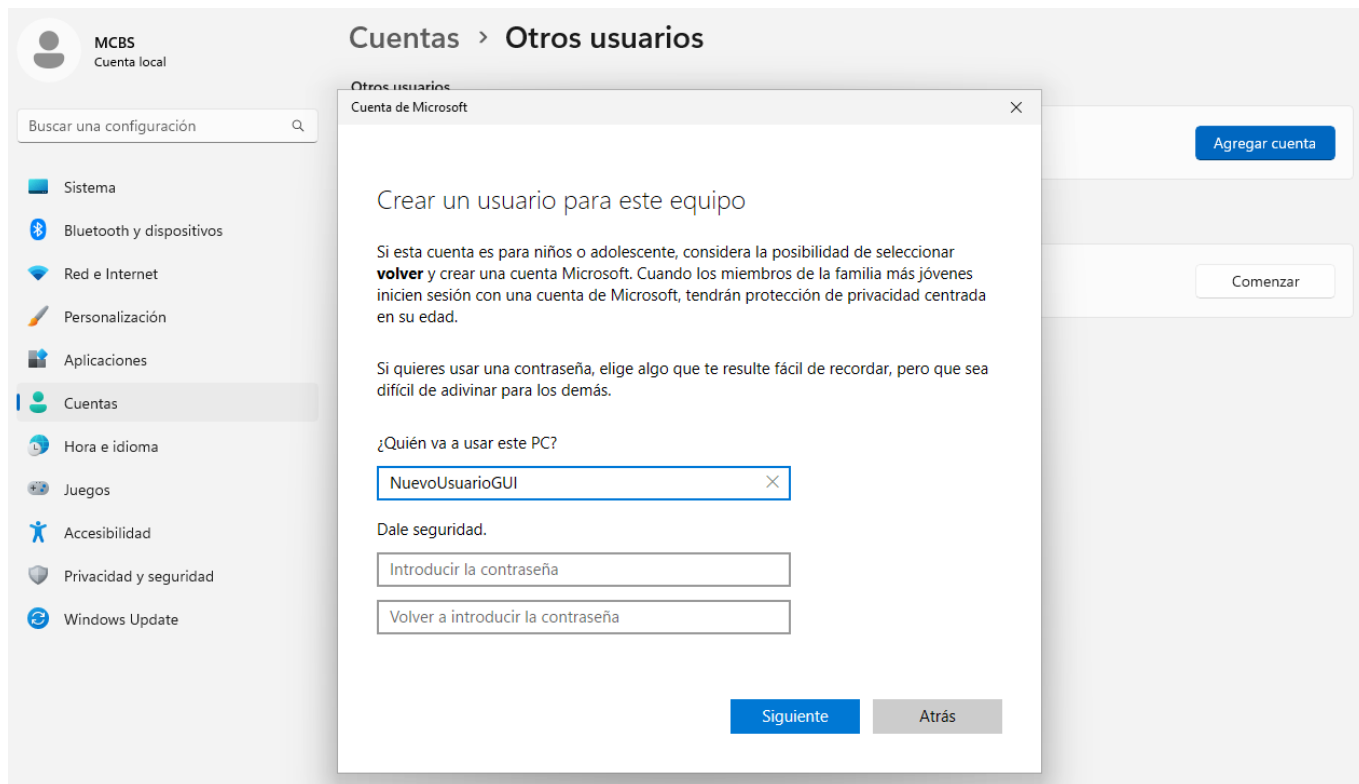 MCBS
Cuenta local
Buscar una configuración
Sistema
Bluetooth y dispositivos
Red e Internet
Personalización
Aplicaciones
Cuentas
Hora e idioma
Juegos
Accesibilidad
Privacidad y seguridad
Windows Update
Cuentas > Otros usuarios
Otros usuarios
Agregar cuenta
Comenzar
Cuenta de Microsoft
Crear un usuario para este equipo
Si esta cuenta es para niños o adolescente, considera la posibilidad de seleccionar
volver y crear una cuenta Microsoft. Cuando los miembros de la familia más jóvenes
inicien sesión con una cuenta de Microsoft, tendrán protección de privacidad centrada
en su edad.
Si quieres usar una contraseña, elige algo que te resulte fácil de recordar, pero que sea
difícil de adivinar para los demás.
¿Quién va a usar este PC?
NuevoUsuarioGUI
Dale seguridad.
Introducir la contraseña
Volver a introducir la contraseña
Siguiente
Atrás